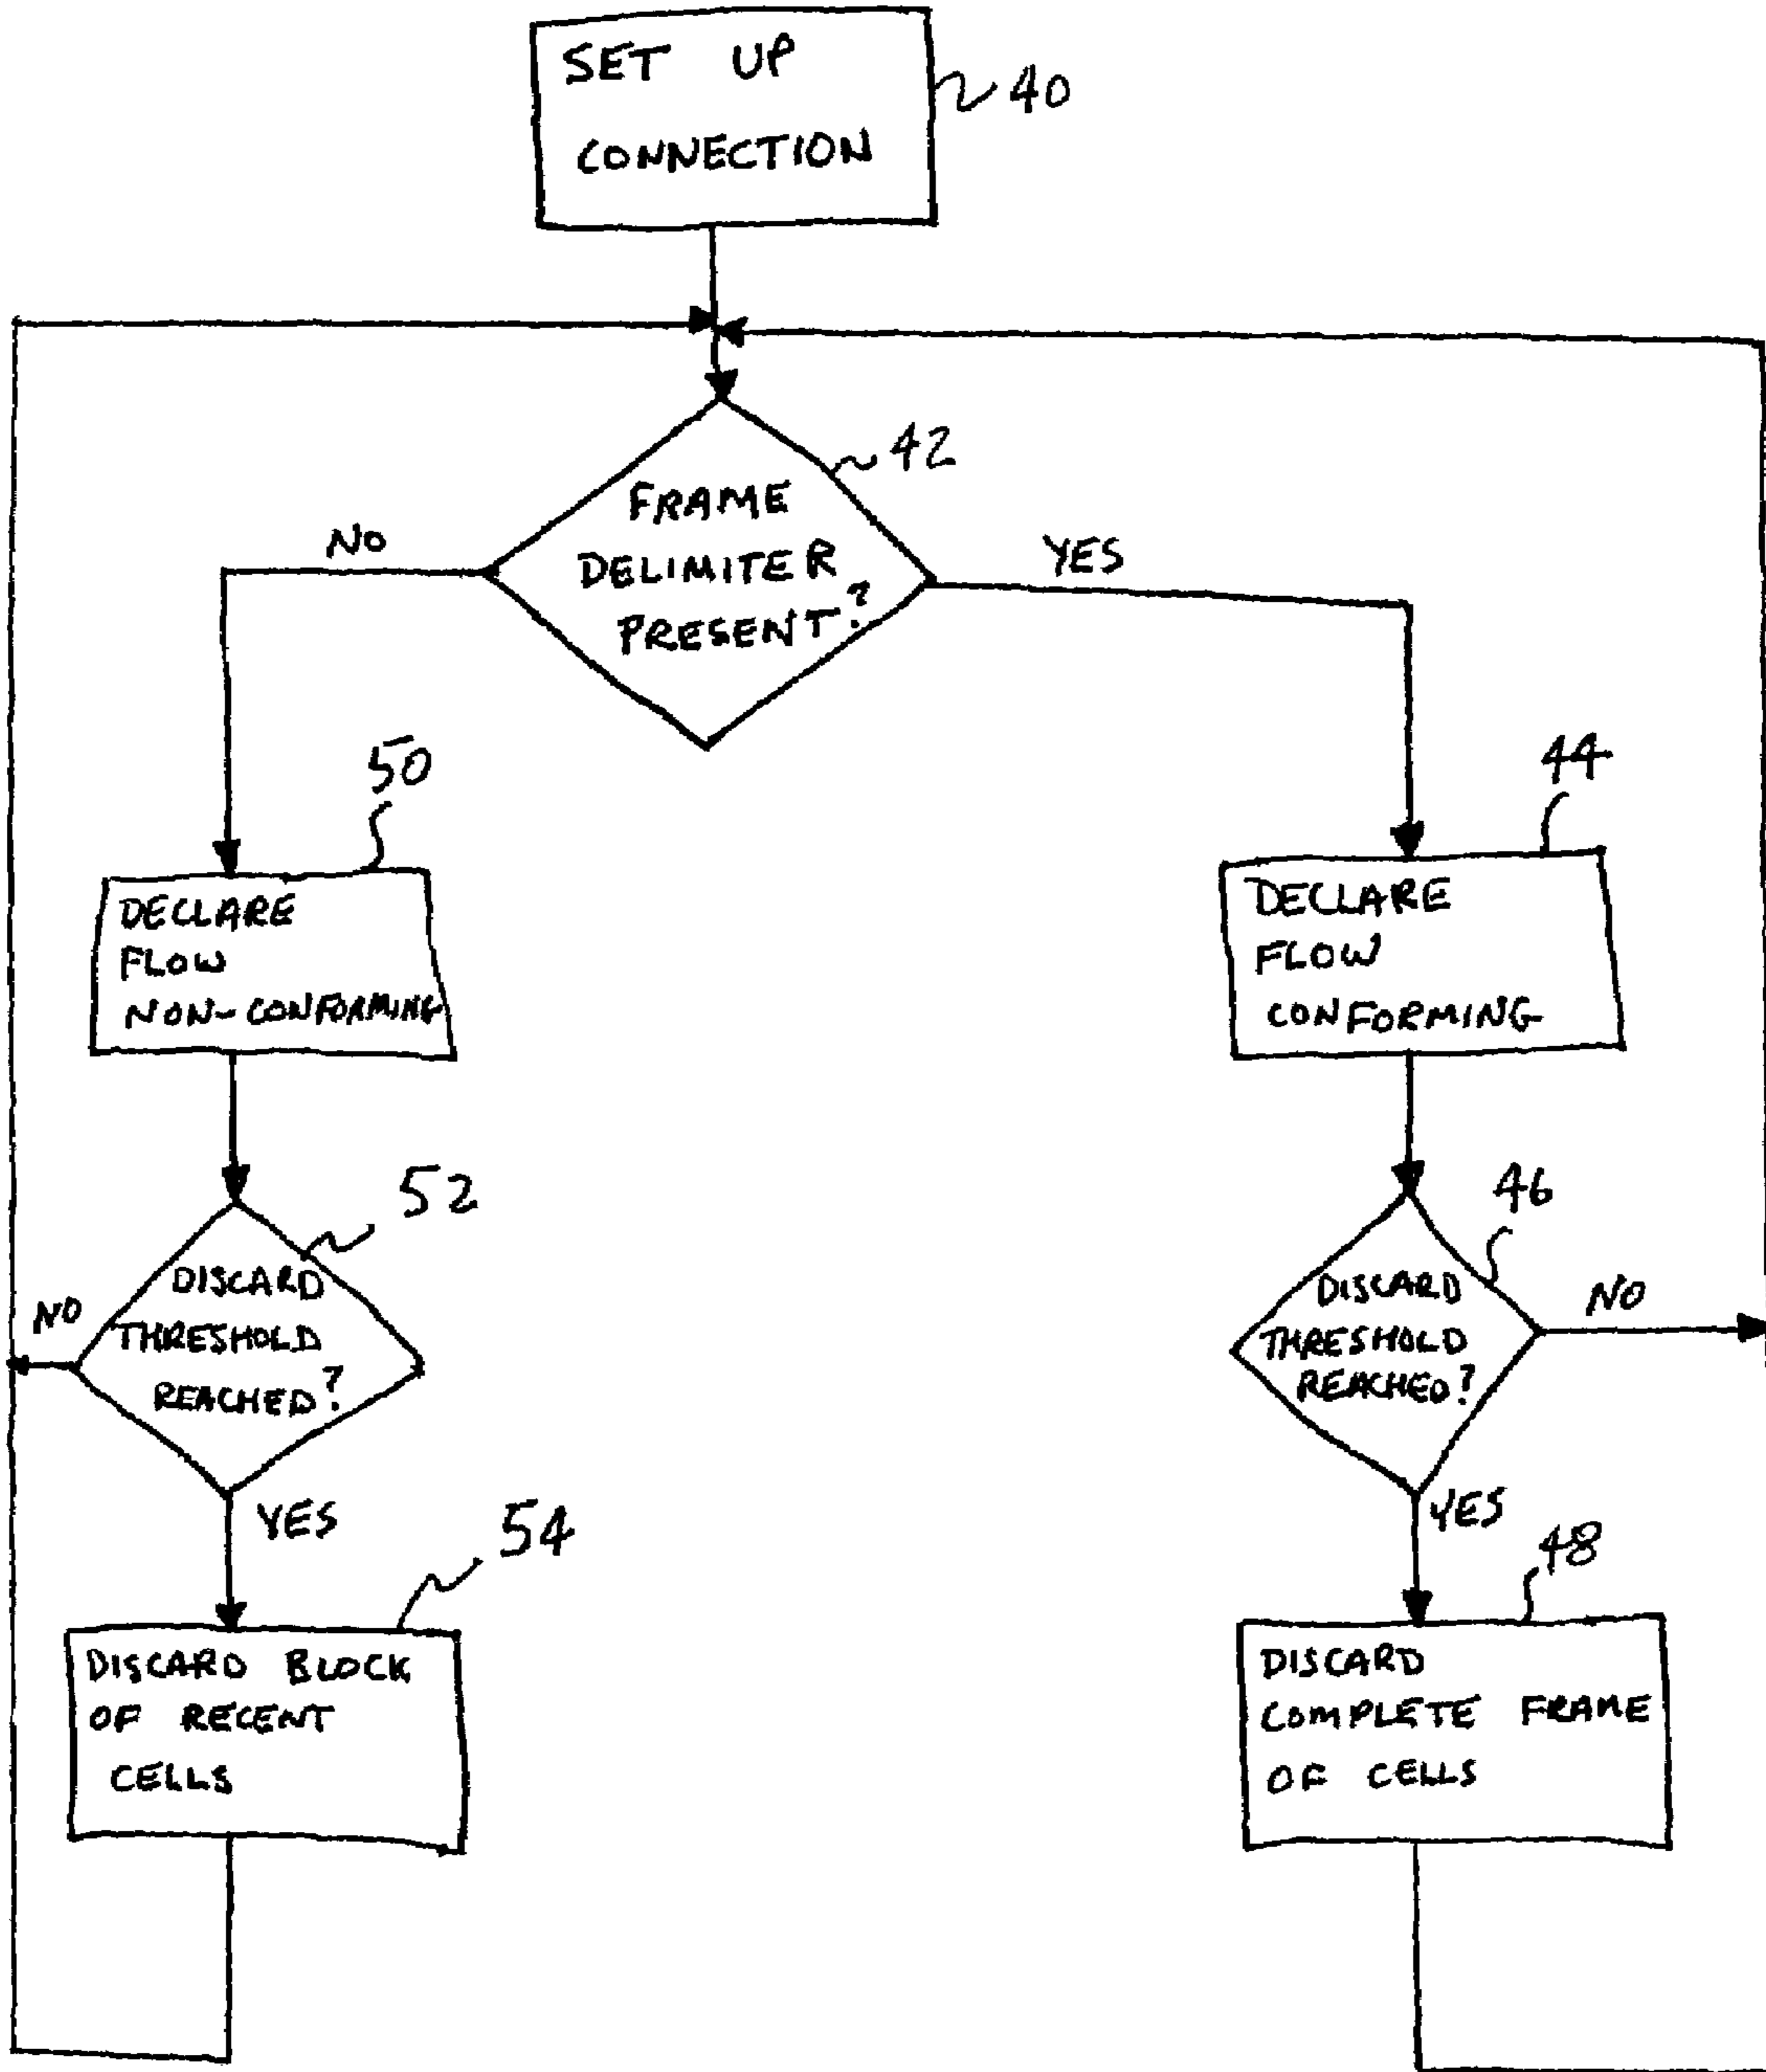 SET UP
CONNECTION
40
42
FRAME
DELIMITER
PRESENT?
NO
YES
50
DECLARE
FLOW
NON-CONFORMING
44
DECLARE
FLOW
CONFORMING
52
DISCARD
THRESHOLD
REACHED?
NO
YES
46
DISCARD
THRESHOLD
REACHED?
NO
YES
54
DISCARD BLOCK
OF RECENT
CELLS
48
DISCARD
COMPLETE FRAME
OF CELLS